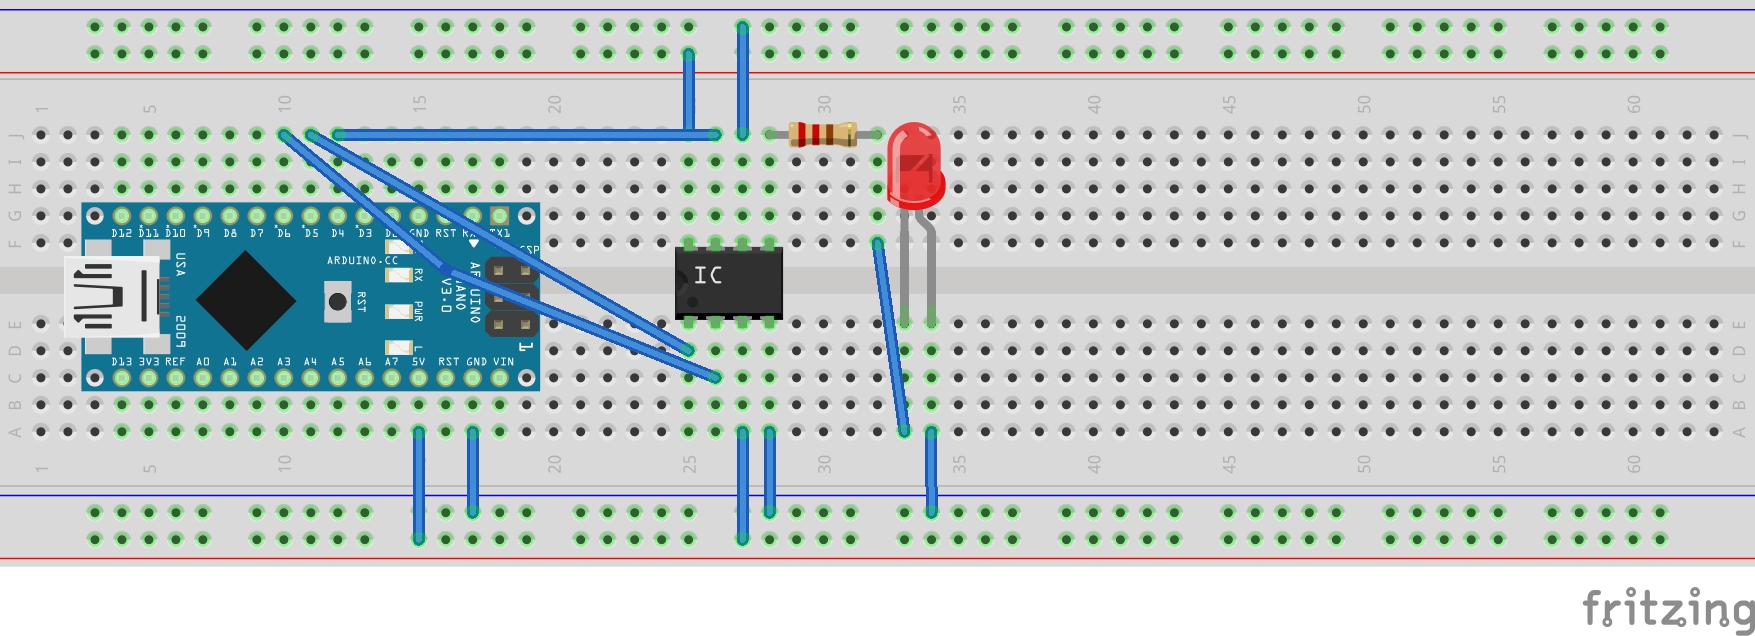 1 5 10 15 20 25 30 35 40 45 50 55 60
J J
I I
H H
G G
F F
D12 D11 D10 D9 D8 D7 D6 D5 D4 D3 D2 GND RST RX0 TX1
ARDUINO.CC
USA
2009
RST
RX
PWR
L
ARDUINO
NANO
V3.0
ICSP
1
D13 3V3 REF A0 A1 A2 A3 A4 A5 A6 A7 5V RST GND VIN
IC
E E
D D
C C
B B
A A
1 5 10 15 20 25 30 35 40 45 50 55 60
fritzing